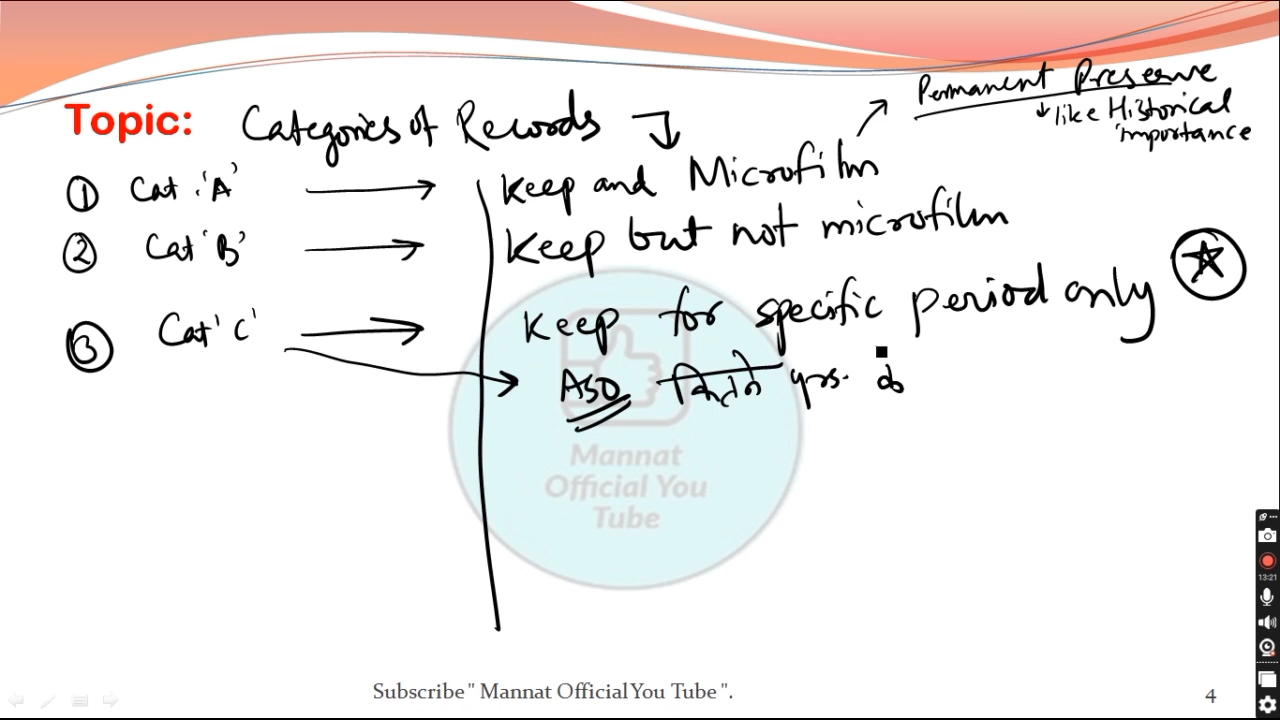 Permanent Preserve
↓ like Historical
importance
Topic: Categories of Records
① Cat 'A' → Keep and Microfilm
② Cat 'B' → Keep but not microfilm
③ Cat 'C' → Keep for specific period only
ASO yrs.
Mannat
Official You
Tube
13:21
Subscribe " Mannat Official You Tube ".
4